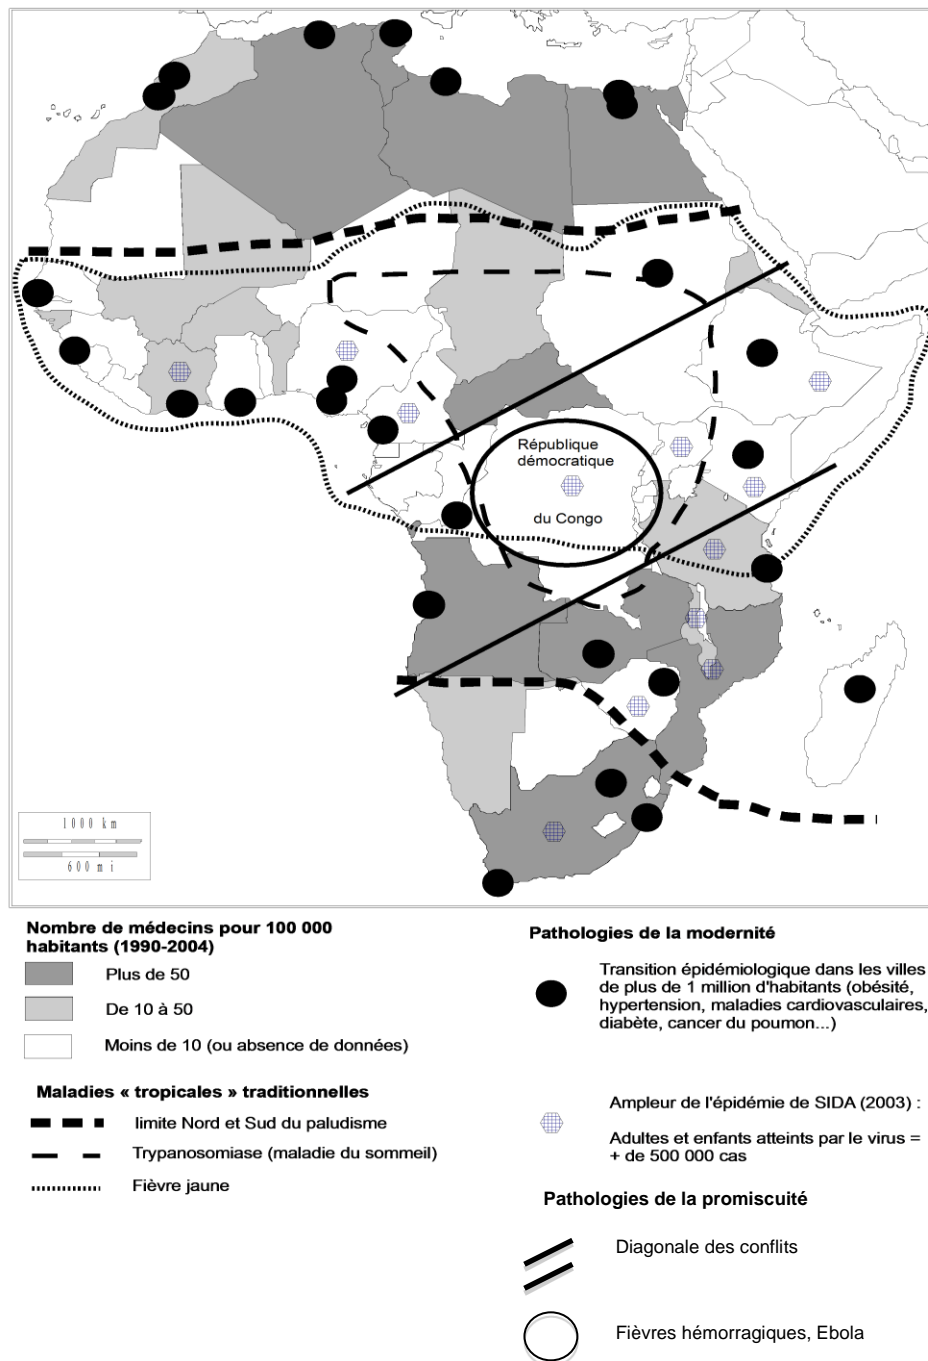 République
démocratique
du Congo
1000 km
600 mi
Nombre de médecins pour 100 000
habitants (1990-2004)
Plus de 50
De 10 à 50
Moins de 10 (ou absence de données)
Maladies « tropicales » traditionnelles
limite Nord et Sud du paludisme
Trypanosomiase (maladie du sommeil)
Fièvre jaune
Pathologies de la modernité
Transition épidémiologique dans les villes
de plus de 1 million d'habitants (obésité,
hypertension, maladies cardiovasculaires,
diabète, cancer du poumon...)
Ampleur de l'épidémie de SIDA (2003) :
Adultes et enfants atteints par le virus =
+ de 500 000 cas
Pathologies de la promiscuité
Diagonale des conflits
Fièvres hémorragiques, Ebola